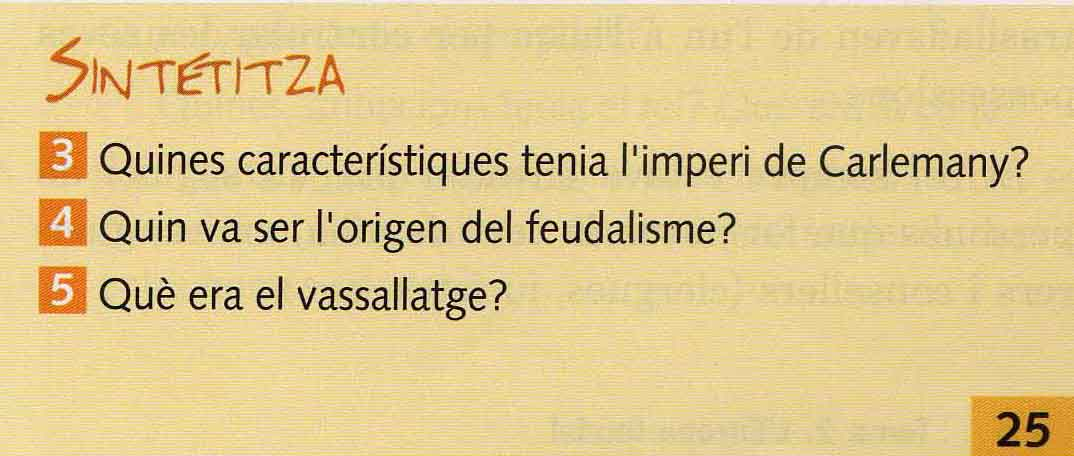 SINTETITZA
3 Quines característiques tenia l'imperi de Carlemany?
4 Quin va ser l'origen del feudalisme?
5 Què era el vassallatge?
25